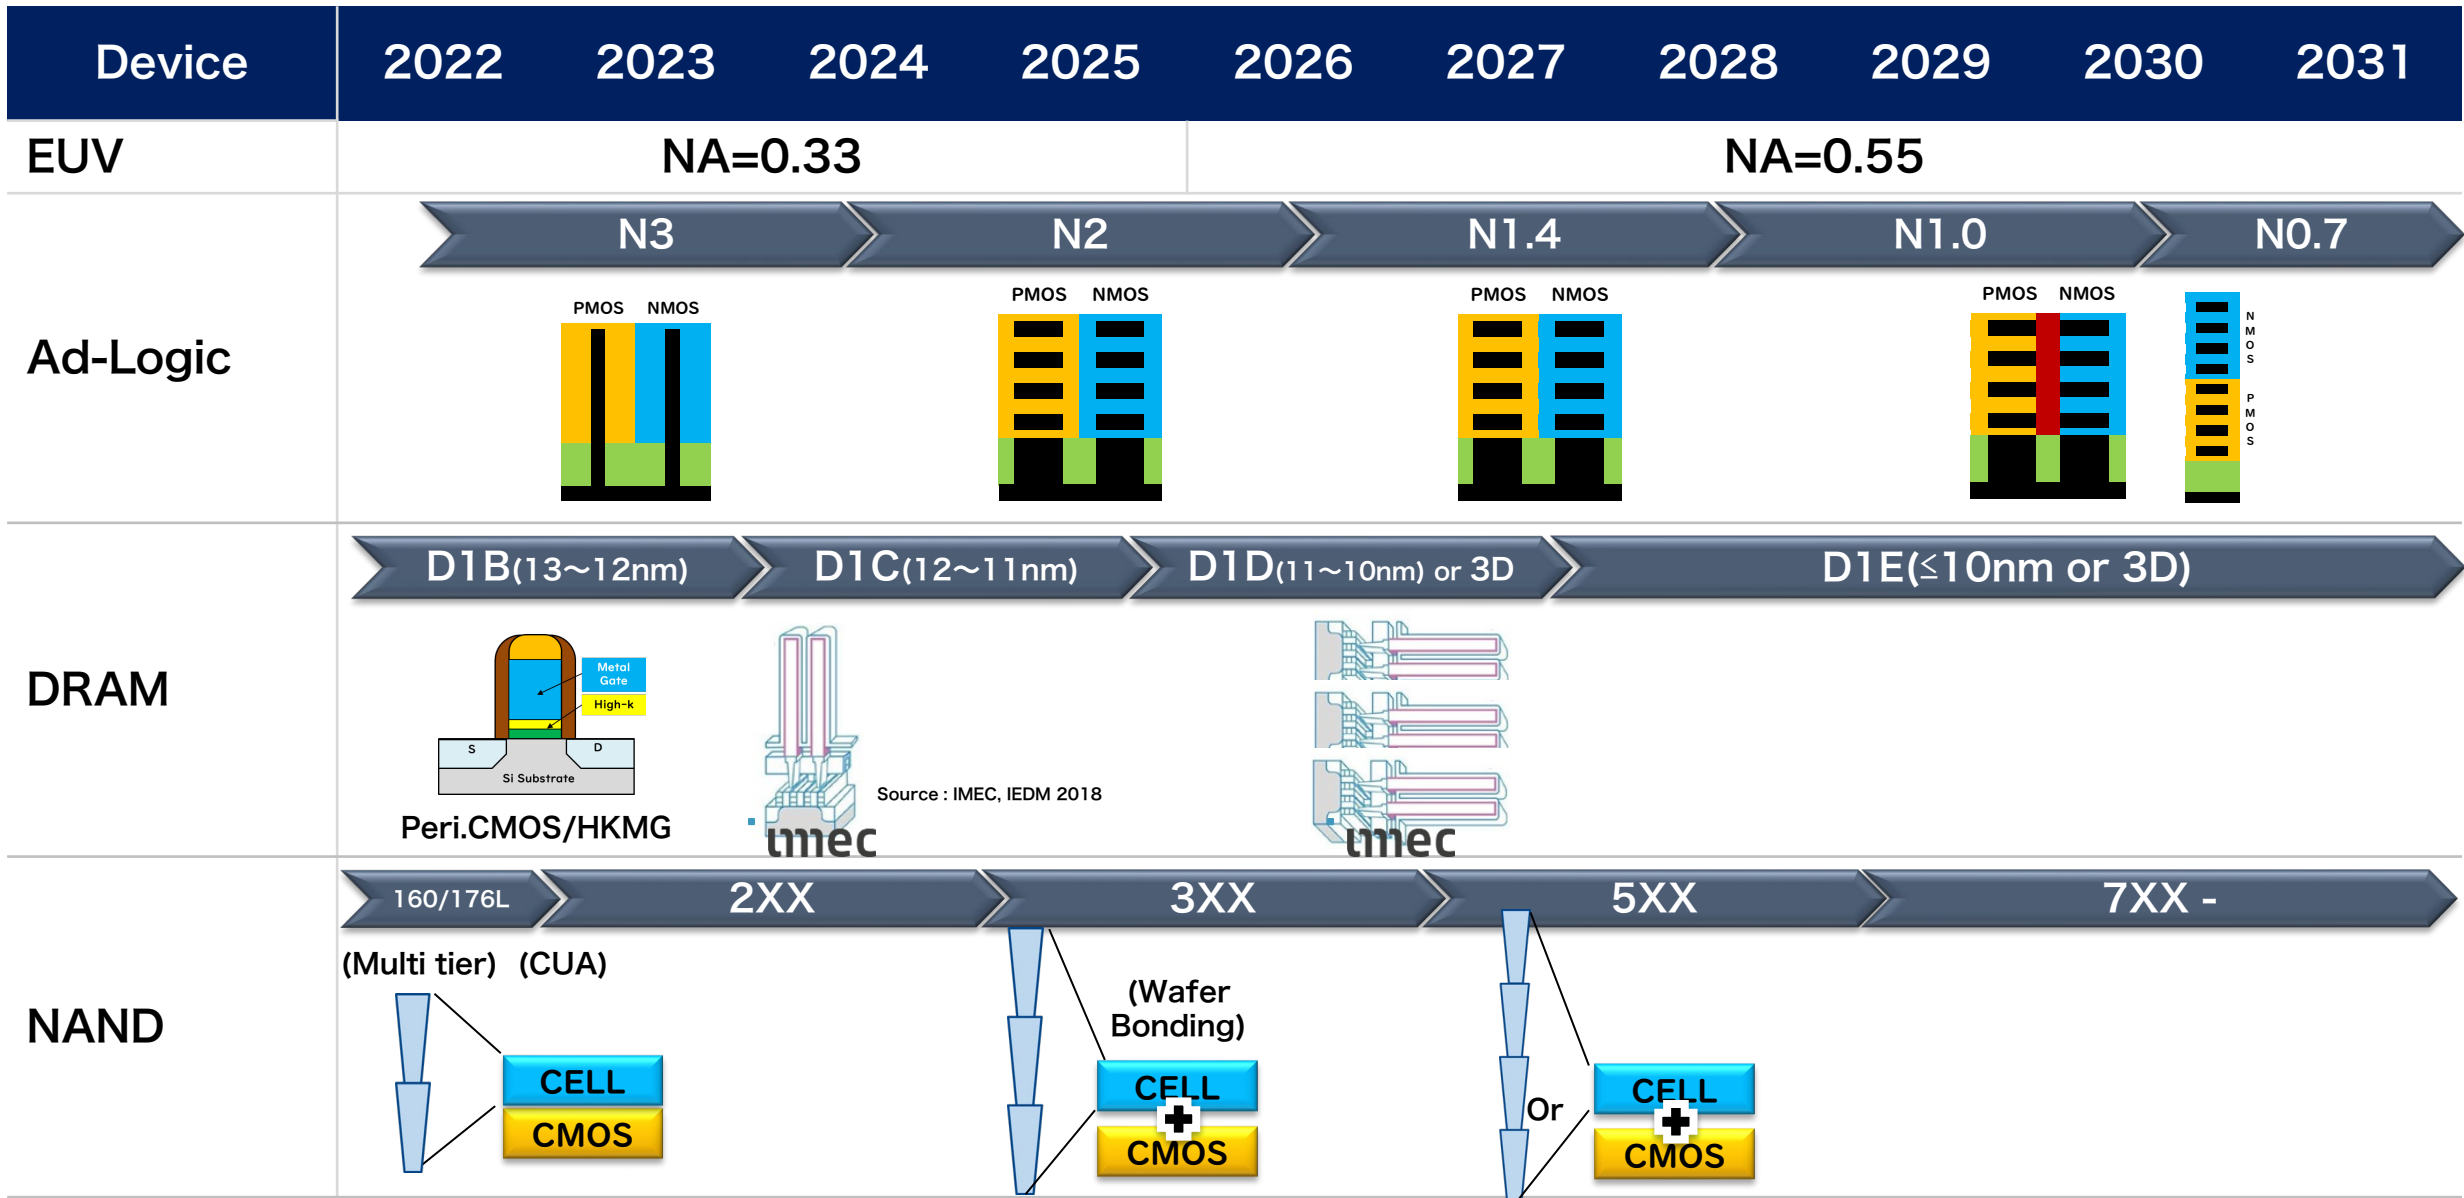 Device 2022 2023 2024 2025 2026 2027 2028 2029 2030 2031
EUV NA=0.33 NA=0.55
N3 N2 N1.4 N1.0 N0.7
Ad-Logic
PMOS NMOS
PMOS NMOS
PMOS NMOS
PMOS NMOS
NMOS
PMOS
D1B(13～12nm) D1C(12～11nm) D1D(11～10nm) or 3D D1E(≦10nm or 3D)
DRAM
Metal
Gate
High-k
S D
Si Substrate
Peri.CMOS/HKMG
Source : IMEC, IEDM 2018
imec
imec
160/176L 2XX 3XX 5XX 7XX -
NAND
(Multi tier) (CUA)
CELL
CMOS
(Wafer
Bonding)
CELL
+
CMOS
Or
CELL
+
CMOS